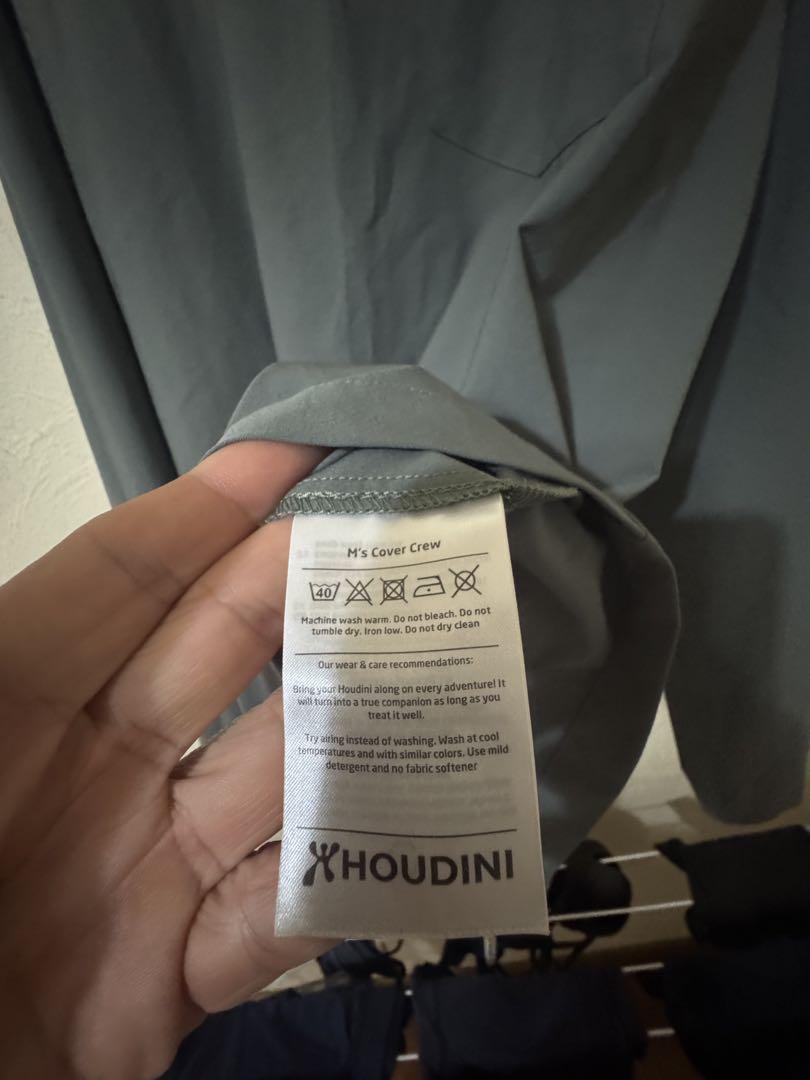 M's Cover Crew
40
Machine wash warm. Do not bleach. Do not
tumble dry. Iron low. Do not dry clean
Our wear & care recommendations:
Bring your Houdini along on every adventure! It
will turn into a true companion as long as you
treat it well.
Try airing instead of washing. Wash at cool
temperatures and with similar colors. Use mild
detergent and no fabric softener
HOUDINI